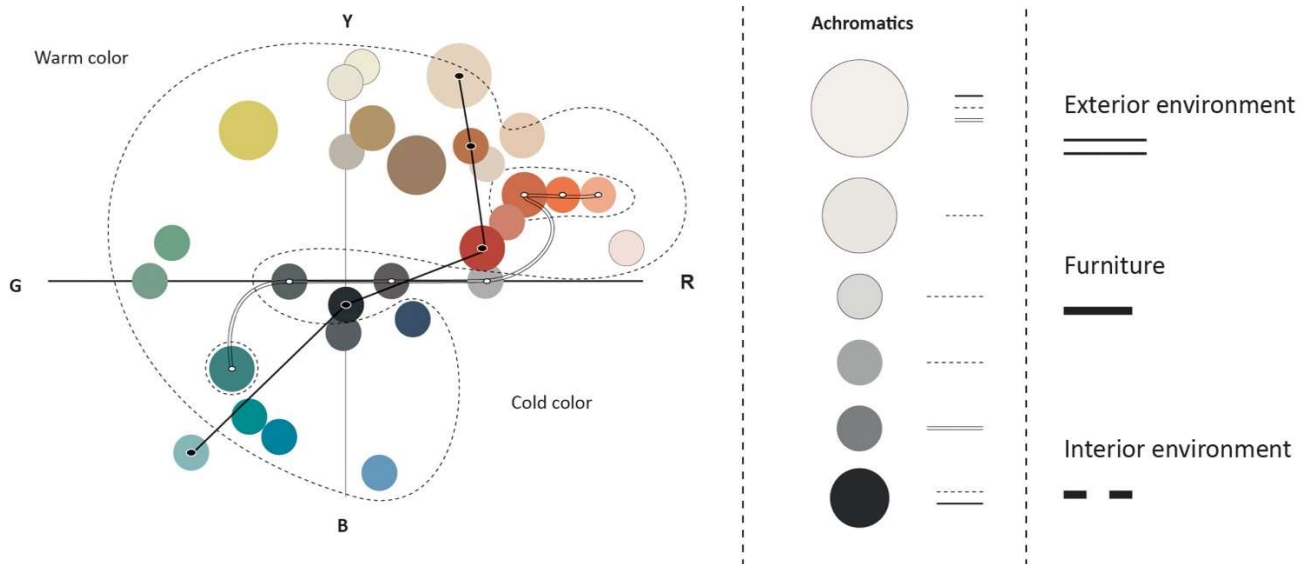 Y
Warm color
G
R
Cold color
B
Achromatics
Exterior environment
Furniture
Interior environment